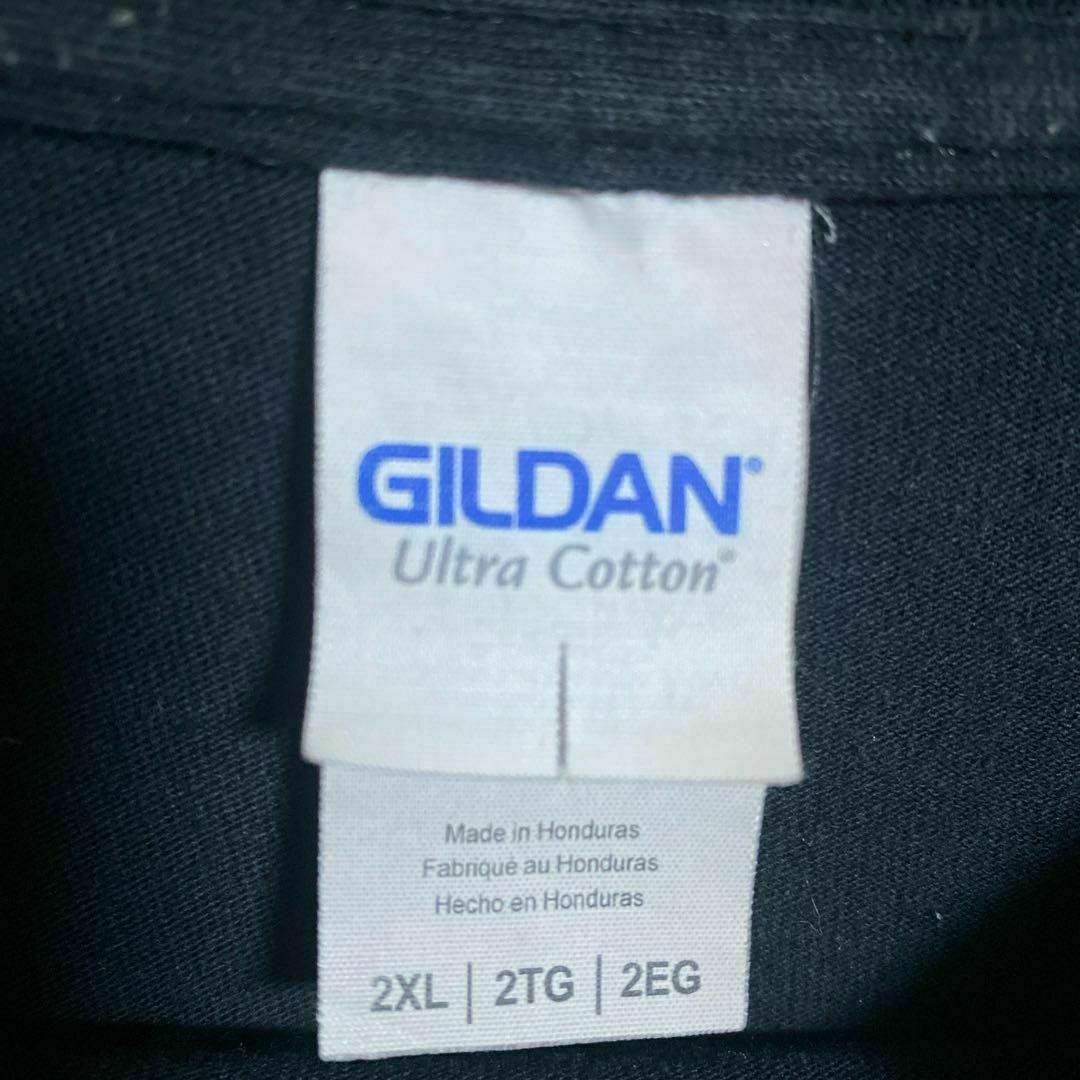 GILDAN®
Ultra Cotton®
Made in Honduras
Fabriqué au Honduras
Hecho en Honduras
2XL | 2TG | 2EG